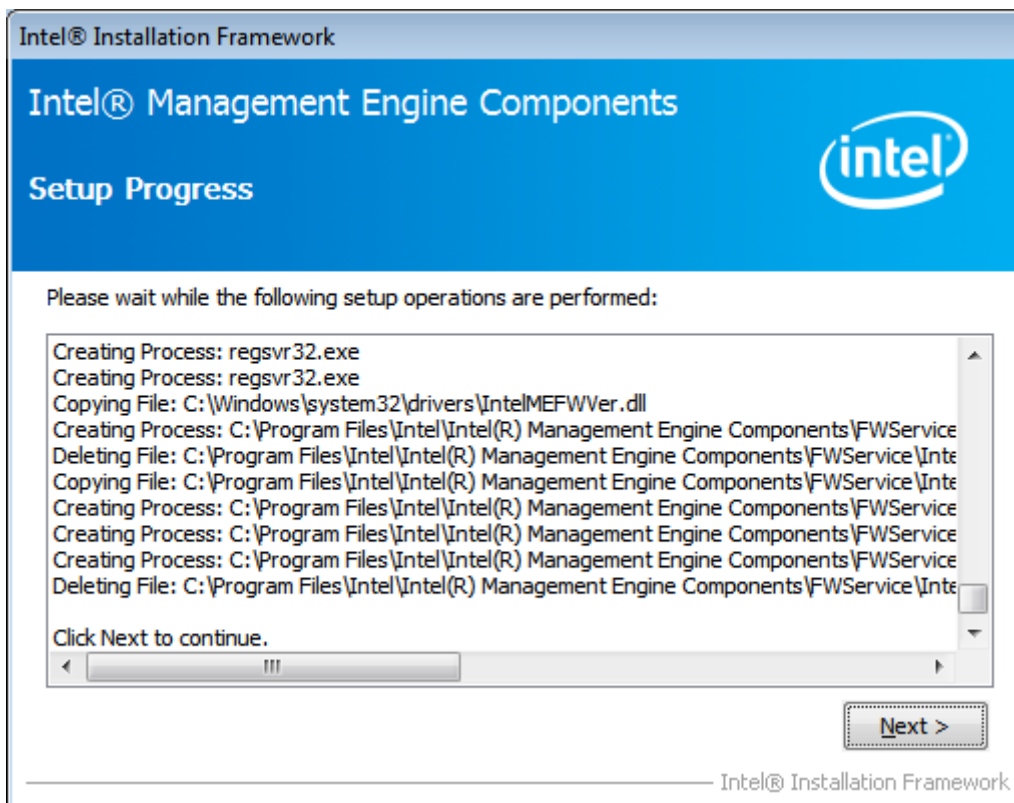 Intel® Installation Framework
Intel® Management Engine Components
intel
Setup Progress
Please wait while the following setup operations are performed:
Creating Process: regsvr32.exe
Creating Process: regsvr32.exe
Copying File: C:\Windows\system32\drivers\IntelMEFWVer.dll
Creating Process: C:\Program Files\Intel\Intel(R) Management Engine Components\FWService
Deleting File: C:\Program Files\Intel\Intel(R) Management Engine Components\FWService\Inte
Copying File: C:\Program Files\Intel\Intel(R) Management Engine Components\FWService\Inte
Creating Process: C:\Program Files\Intel\Intel(R) Management Engine Components\FWService
Creating Process: C:\Program Files\Intel\Intel(R) Management Engine Components\FWService
Creating Process: C:\Program Files\Intel\Intel(R) Management Engine Components\FWService
Deleting File: C:\Program Files\Intel\Intel(R) Management Engine Components\FWService\Inte
Click Next to continue.
Next >
Intel® Installation Framework